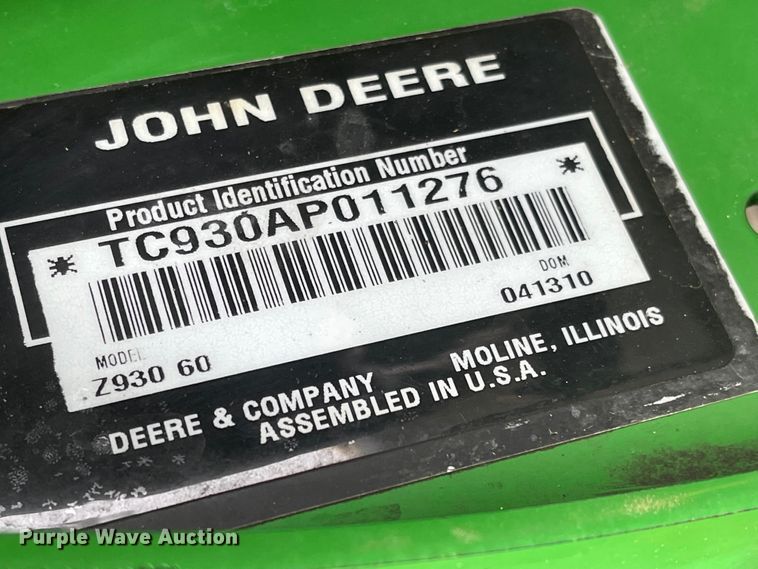 JOHN DEERE
Product Identification Number
* TC930AP011276 *
MODEL
DOM
Z930 60
041310
DEERE & COMPANY MOLINE, ILLINOIS
ASSEMBLED IN U.S.A.
Purple Wave Auction